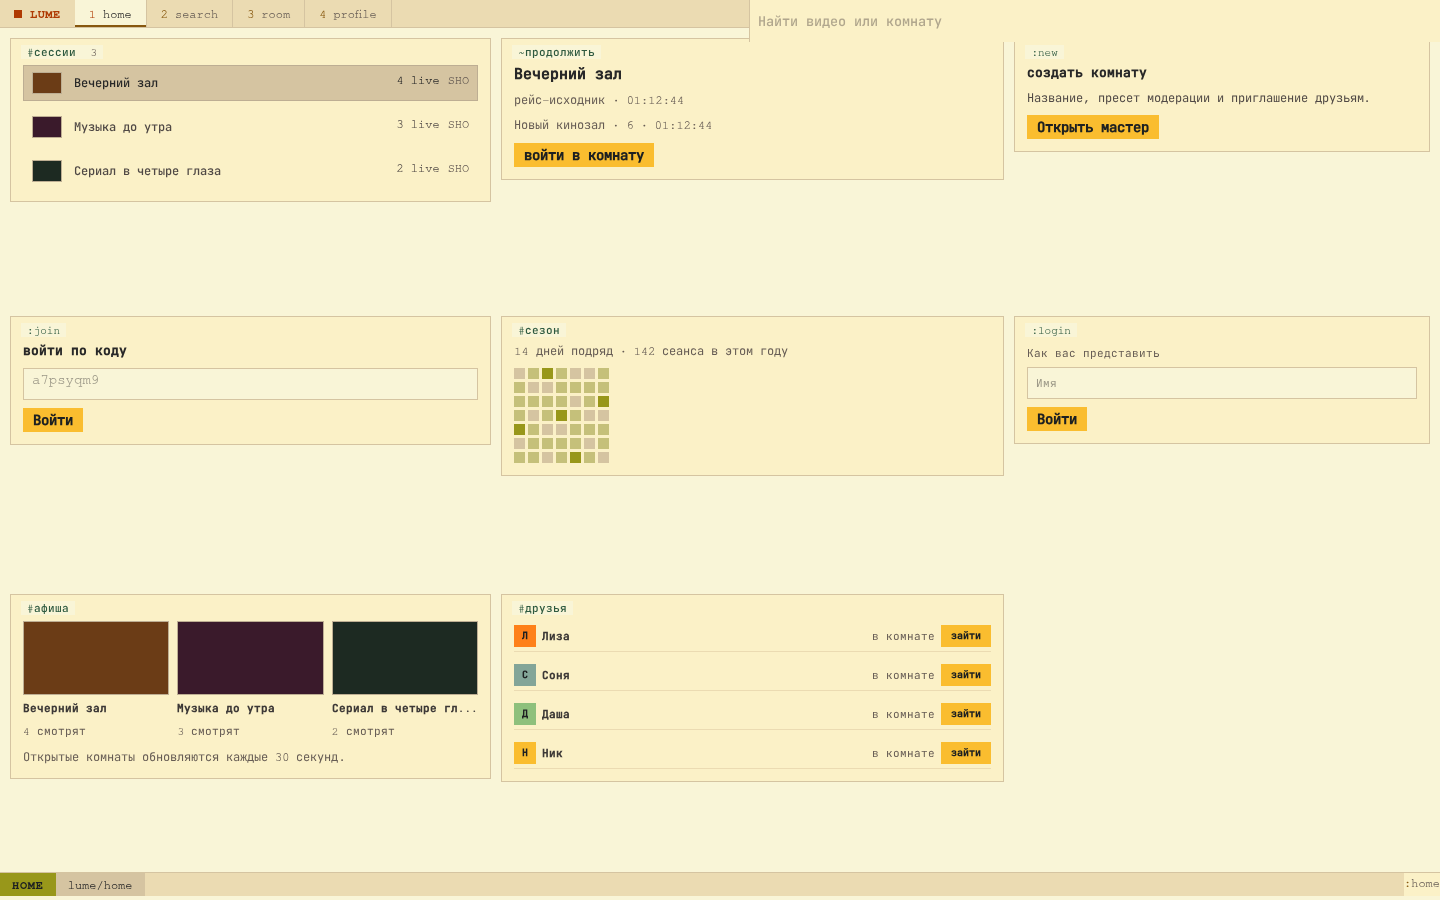 LUME 1 home 2 search 3 room 4 profile
Найти видео или комнату
#сессии 3
Вечерний зал 4 live SHO
Музыка до утра 3 live SHO
Сериал в четыре глаза 2 live SHO
~продолжить
Вечерний зал
рейс-исходник · 01:12:44
Новый кинозал · 6 · 01:12:44
войти в комнату
:new
создать комнату
Название, пресет модерации и приглашение друзьям.
Открыть мастер
:join
войти по коду
a7psyqm9
Войти
#сезон
14 дней подряд · 142 сеанса в этом году
:login
Как вас представить
Имя
Войти
#афиша
Вечерний зал Музыка до утра Сериал в четыре гл...
4 смотрят 3 смотрят 2 смотрят
Открытые комнаты обновляются каждые 30 секунд.
#друзья
Л Лиза в комнате зайти
С Соня в комнате зайти
Д Даша в комнате зайти
Н Ник в комнате зайти
HOME lume/home :home